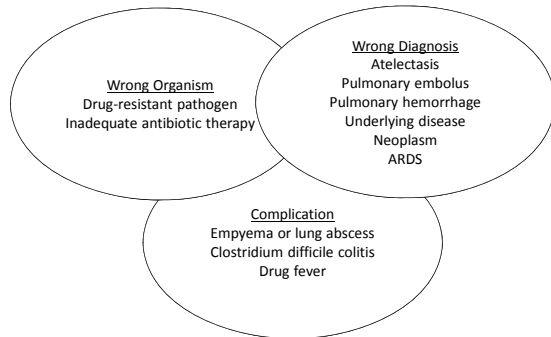 Wrong Organism
Drug-resistant pathogen
Inadequate antibiotic therapy
Wrong Diagnosis
Atelectasis
Pulmonary embolus
Pulmonary hemorrhage
Underlying disease
Neoplasm
ARDS
Complication
Empyema or lung abscess
Clostridium difficile colitis
Drug fever